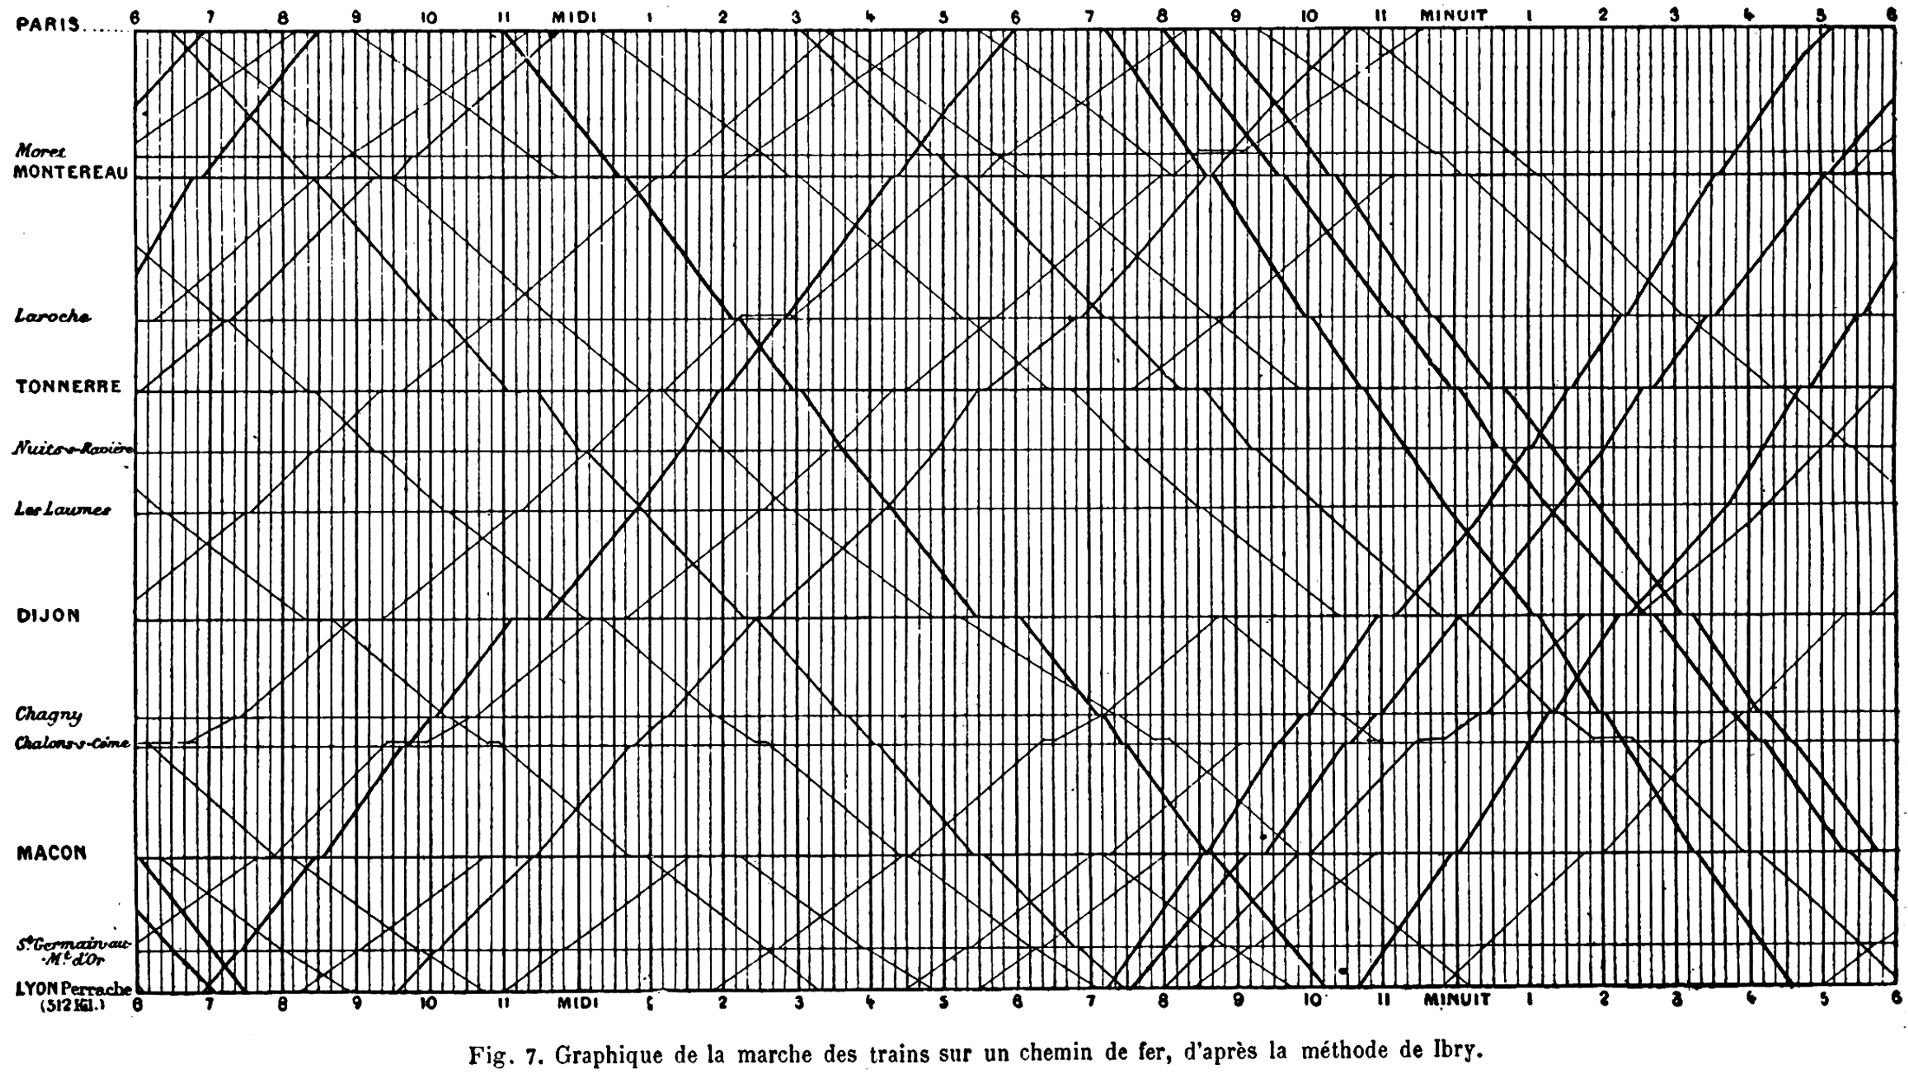 PARIS...... 6 7 8 9 10 11 MIDI 1 2 3 4 5 6 7 8 9 10 11 MINUIT 1 2 3 4 5 6
Moret
MONTEREAU
Laroche
TONNERRE
Nuits-s-Ravière
Les Laumes
DIJON
Chagny
Chalons-s-Cône
MACON
St. Germain-au-
-Mt. d'Or
LYON Perrache
(512 Kil.)
6 7 8 9 10 11 MIDI 1 2 3 4 5 6 7 8 9 10 11 MINUIT 1 2 3 4 5 6
Fig. 7. Graphique de la marche des trains sur un chemin de fer, d'après la méthode de Ibry.